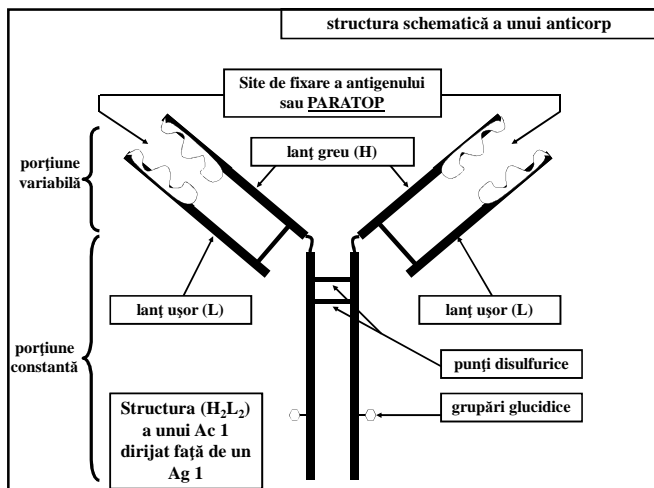 structura schematică a unui anticorp
Site de fixare a antigenului
sau PARATOP
porţiune
variabilă
lanţ greu (H)
lanţ uşor (L)
lanţ uşor (L)
porţiune
constantă
punţi disulfurice
grupări glucidice
Structura (H₂L₂)
a unui Ac 1
dirijat faţă de un
Ag 1